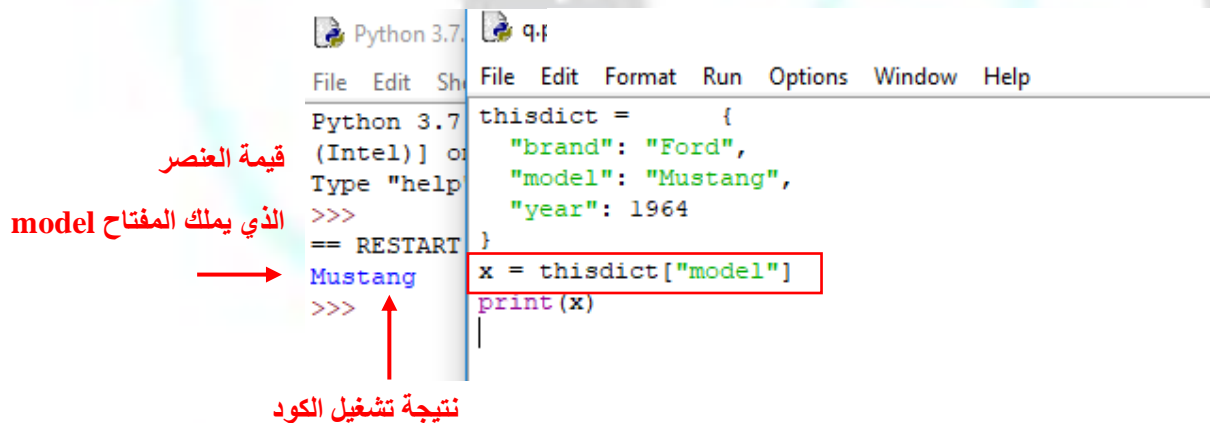 Python 3.7.
File Edit Sh
Python 3.7
(Intel)] o
Type "help"
>>>
== RESTART
Mustang
>>>
q.p
File Edit Format Run Options Window Help
thisdict = {
"brand": "Ford",
"model": "Mustang",
"year": 1964
}
x = thisdict["model"]
print(x)
قيمة العنصر
الذي يملك المفتاح model
نتيجة تشغيل الكود